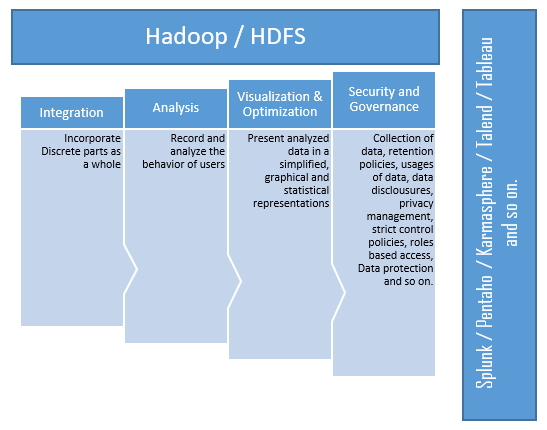 Hadoop / HDFS
Integration
Incorporate
Discrete parts as
a whole
Analysis
Record and
analyze the
behavior of users
Visualization &
Optimization
Present analyzed
data in a
simplified,
graphical and
statistical
representations
Security and
Governance
Collection of
data, retention
policies, usages
of data, data
disclousures,
privacy
management,
strict control
policies, roles
based access,
Data protection
and so on.
Splunk / Pentaho / Karmasphere / Talend / Tableau
and so on.